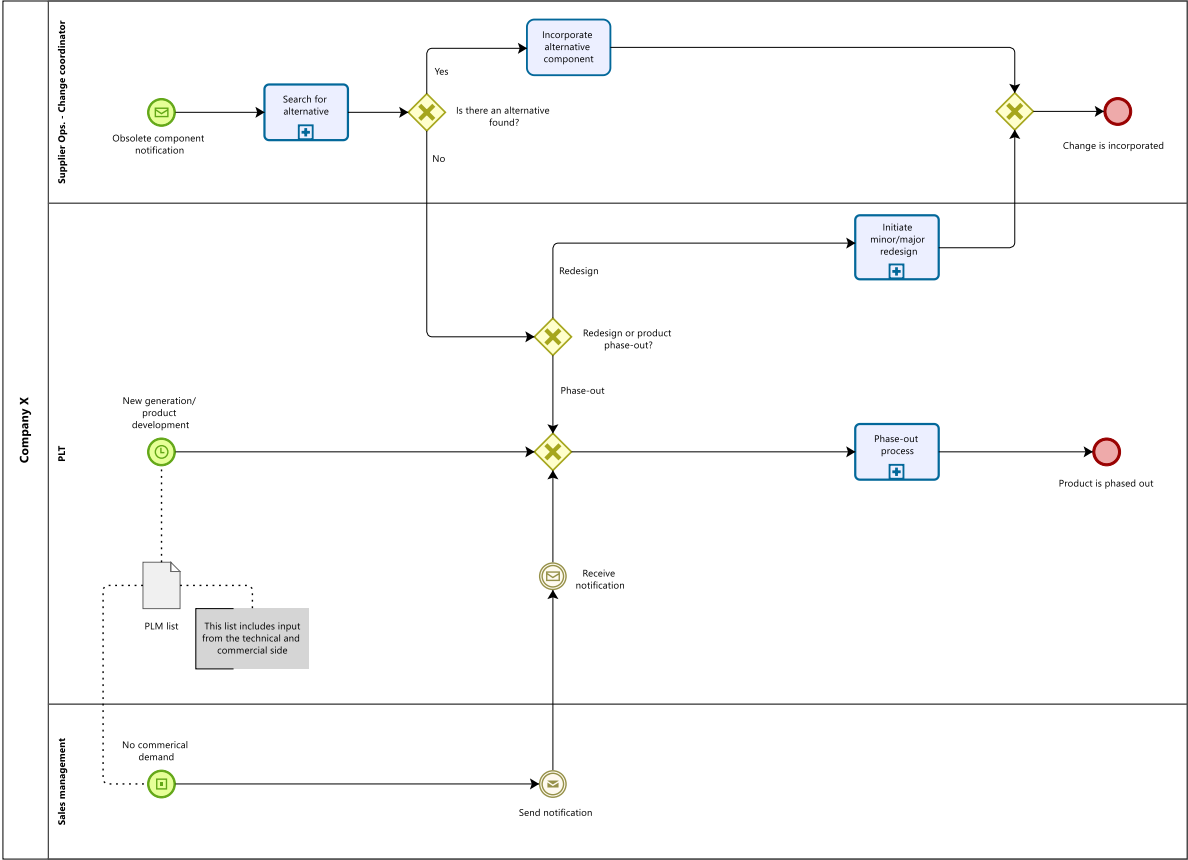 Company X
Supplier Ops. - Change coordinator
Obsolete component
notification
Search for
alternative
Yes
Is there an alternative
found?
No
Incorporate
alternative
component
Change is incorporated
PLT
Initiate
minor/major
redesign
Redesign
Redesign or product
phase-out?
Phase-out
New generation/
product
development
Phase-out
process
Product is phased out
Receive
notification
PLM list
This list includes input
from the technical and
commercial side
Sales management
No commerical
demand
Send notification